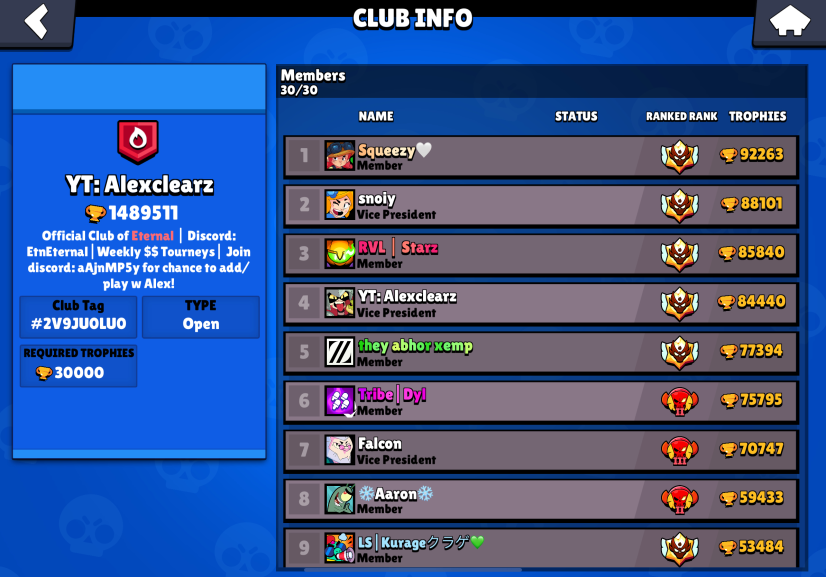 CLUB INFO
YT: Alexclearz
1489511
Official Club of Eternal | Discord:
EtnEternal | Weekly $$ Tourneys | Join
discord: aAjnMP5y for chance to add/
play w Alex!
Club Tag
#2V9JU0LU0
TYPE
Open
REQUIRED TROPHIES
30000
Members
30/30
NAME STATUS RANKED RANK TROPHIES
1 Squeezy🤍 92263
Member
2 snoiy 88101
Vice President
3 RVL | Starz 85840
Member
4 YT: Alexclearz 84440
Vice President
5 they abhor xemp 77394
Member
6 Tribe|Dyl 75795
Member
7 Falcon 70747
Vice President
8 ❄️Aaron❄️ 59433
Member
9 LS|Kurageクラゲ💚 53484
Member